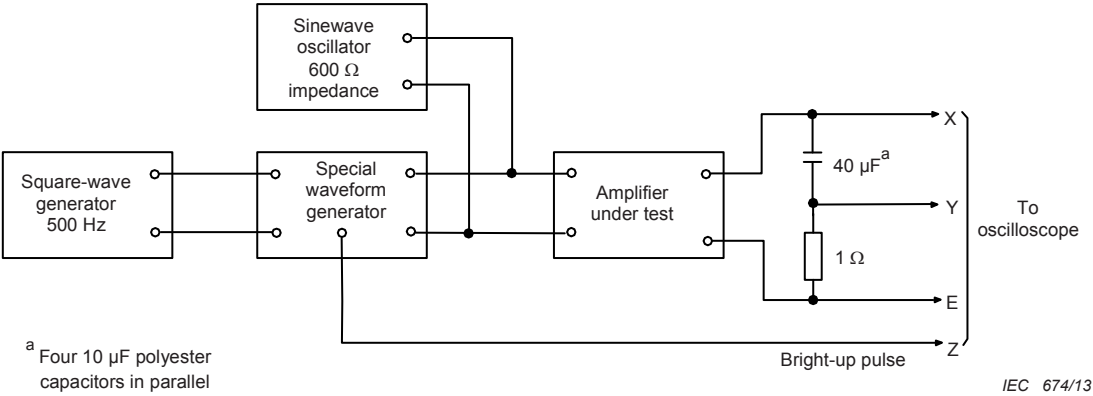 Sinewave
oscillator
600 Ω
impedance
Square-wave
generator
500 Hz
Special
waveform
generator
Amplifier
under test
X
40 µFa
Y
To
oscilloscope
1 Ω
E
Z
Bright-up pulse
a Four 10 µF polyester
capacitors in parallel
IEC 674/13